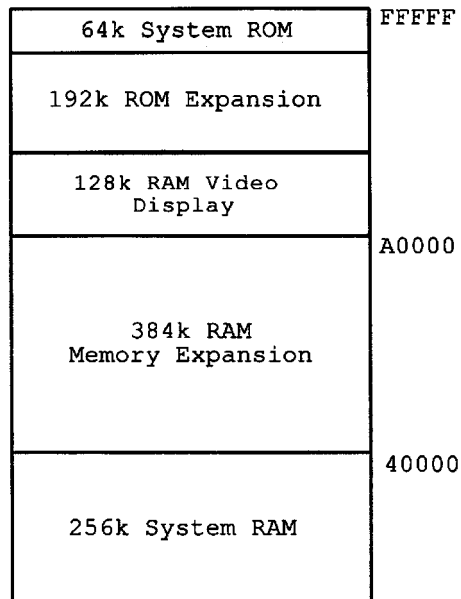 64k System ROM
FFFFF
192k ROM Expansion
128k RAM Video
Display
A0000
384k RAM
Memory Expansion
40000
256k System RAM